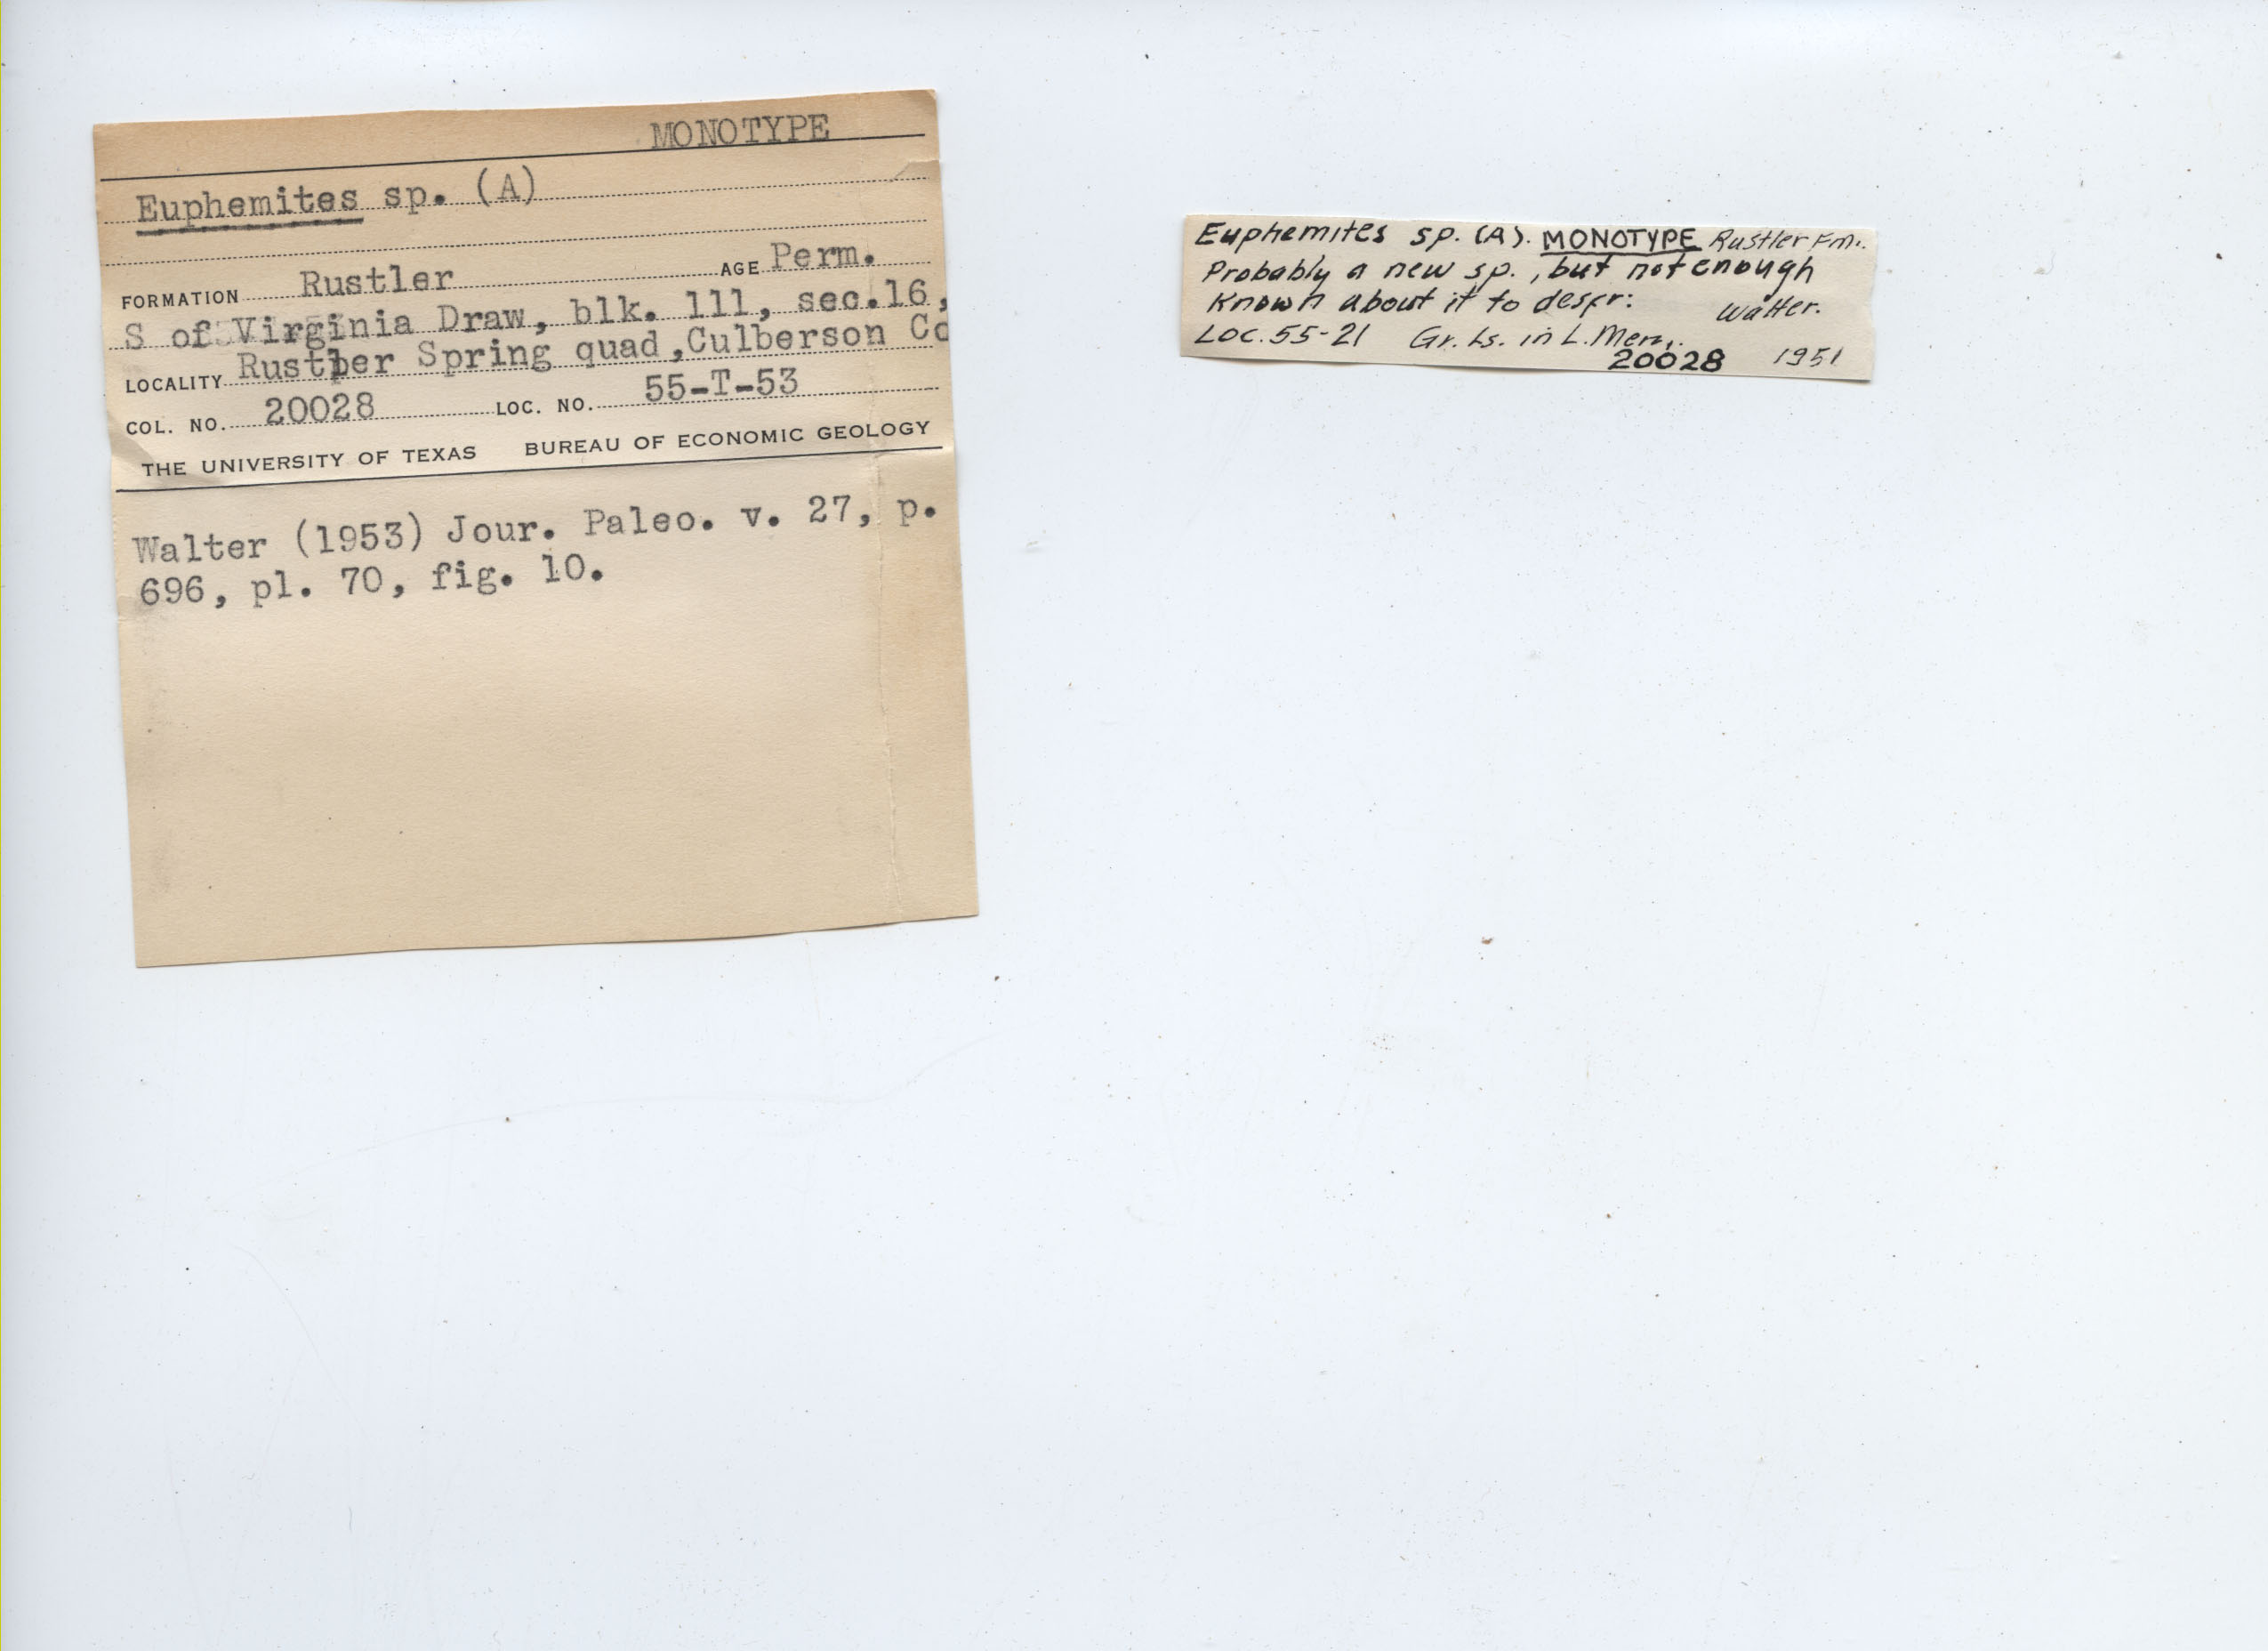 MONOTYPE
Euphemites sp. (A)
FORMATION Rustler AGE Perm.
S of Virginia Draw, blk. 111, sec.16,
LOCALITY Rustler Spring quad, Culberson Co
COL. NO. 20028 LOC. NO. 55-T-53
THE UNIVERSITY OF TEXAS BUREAU OF ECONOMIC GEOLOGY
Walter (1953) Jour. Paleo. v. 27, p.
696, pl. 70, fig. 10.
Euphemites sp. (A). MONOTYPE Rustler Fm.
Probably a new sp., but not enough
Known about it to descr: Walter.
Loc. 55-21 Gr. Ls. in L. Mem.
20028 1951